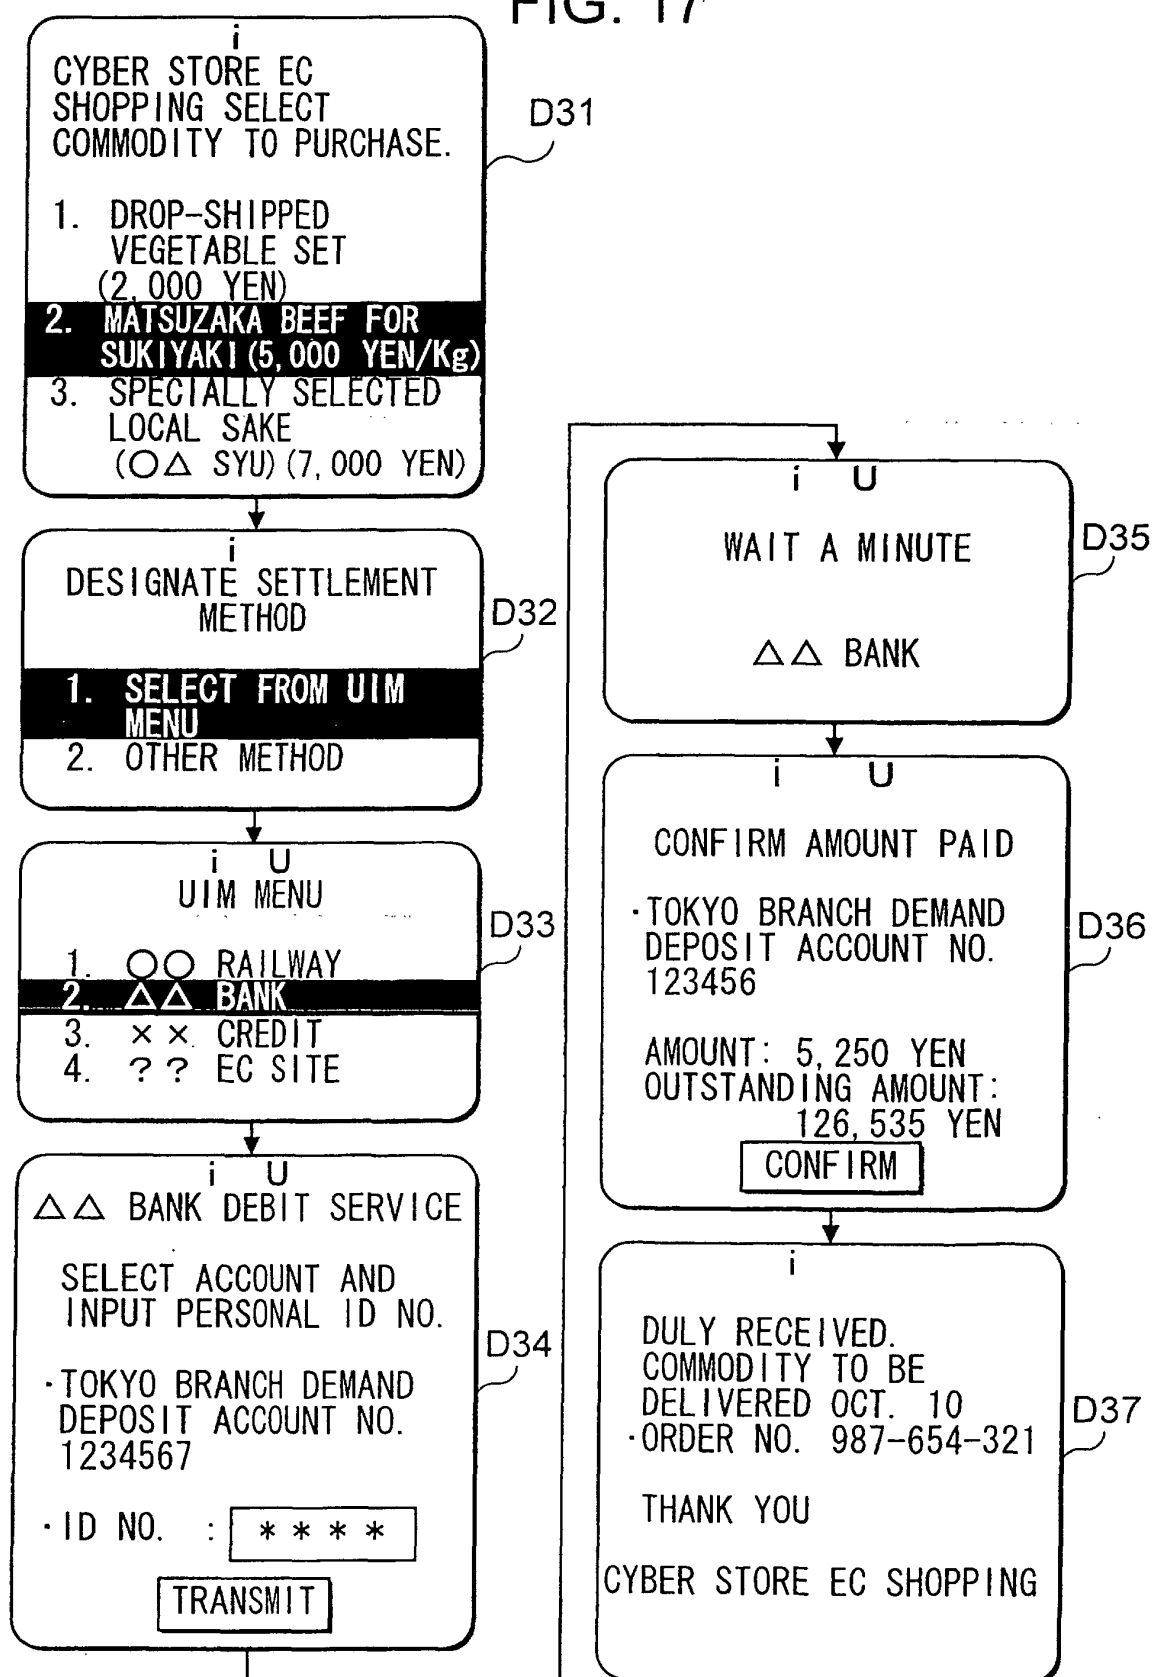 FIG. 17
i
CYBER STORE EC
SHOPPING SELECT
COMMODITY TO PURCHASE.
1. DROP-SHIPPED
VEGETABLE SET
(2,000 YEN)
2. MATSUZAKA BEEF FOR
SUKIYAKI (5,000 YEN/Kg)
3. SPECIALLY SELECTED
LOCAL SAKE
(○△ SYU) (7,000 YEN)
D31
i
DESIGNATE SETTLEMENT
METHOD
1. SELECT FROM UIM
MENU
2. OTHER METHOD
D32
i U
UIM MENU
1. ○○ RAILWAY
2. △△ BANK
3. ×× CREDIT
4. ?? EC SITE
D33
i U
△△ BANK DEBIT SERVICE
SELECT ACCOUNT AND
INPUT PERSONAL ID NO.
·TOKYO BRANCH DEMAND
DEPOSIT ACCOUNT NO.
1234567
·ID NO. : ****
TRANSMIT
D34
i U
WAIT A MINUTE
△△ BANK
D35
i U
CONFIRM AMOUNT PAID
·TOKYO BRANCH DEMAND
DEPOSIT ACCOUNT NO.
123456
AMOUNT: 5,250 YEN
OUTSTANDING AMOUNT:
126,535 YEN
CONFIRM
D36
i
DULY RECEIVED.
COMMODITY TO BE
DELIVERED OCT. 10
·ORDER NO. 987-654-321
THANK YOU
CYBER STORE EC SHOPPING
D37